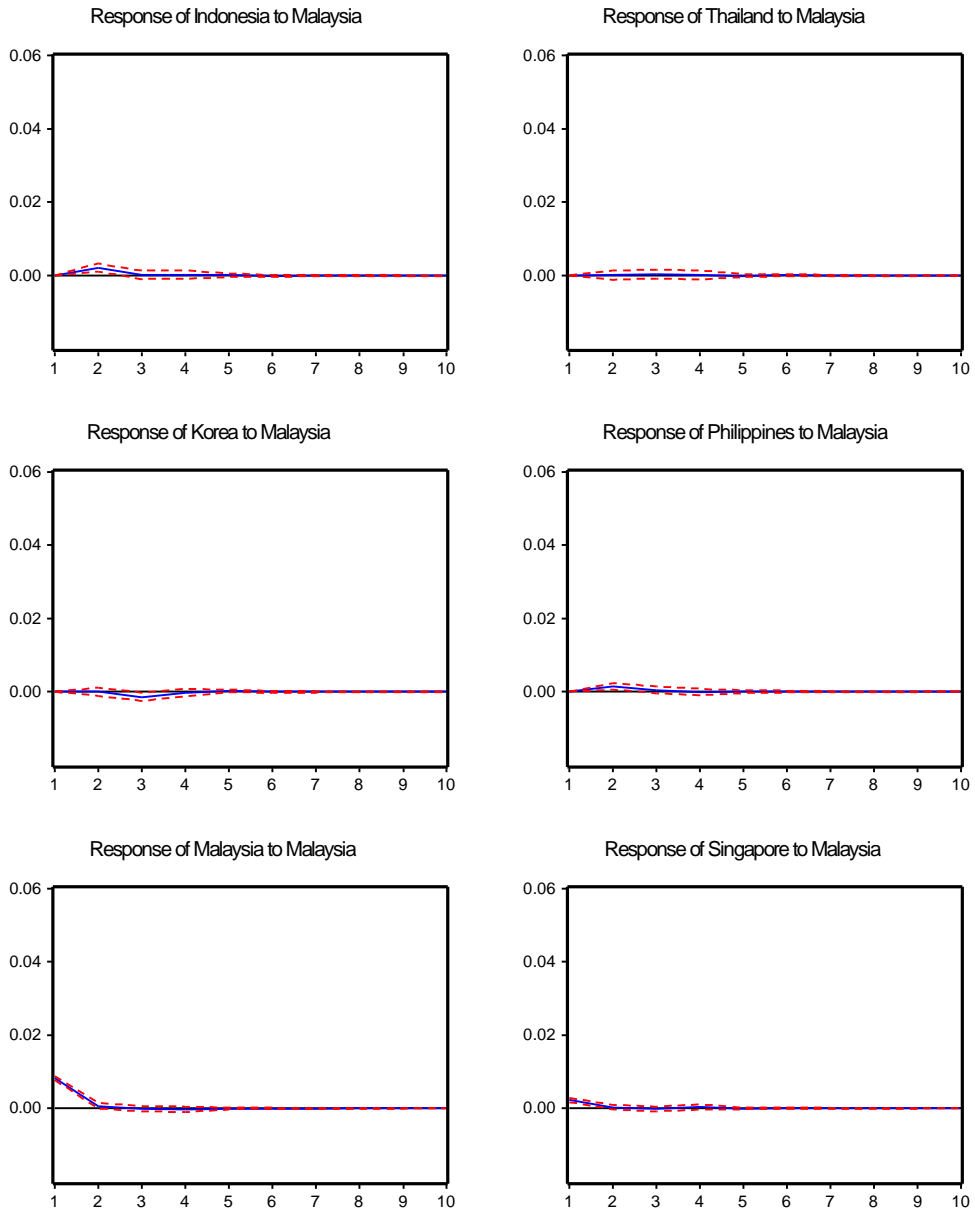 Response of Indonesia to Malaysia
0.06
0.04
0.02
0.00
1 2 3 4 5 6 7 8 9 10
Response of Thailand to Malaysia
0.06
0.04
0.02
0.00
1 2 3 4 5 6 7 8 9 10
Response of Korea to Malaysia
0.06
0.04
0.02
0.00
1 2 3 4 5 6 7 8 9 10
Response of Philippines to Malaysia
0.06
0.04
0.02
0.00
1 2 3 4 5 6 7 8 9 10
Response of Malaysia to Malaysia
0.06
0.04
0.02
0.00
1 2 3 4 5 6 7 8 9 10
Response of Singapore to Malaysia
0.06
0.04
0.02
0.00
1 2 3 4 5 6 7 8 9 10